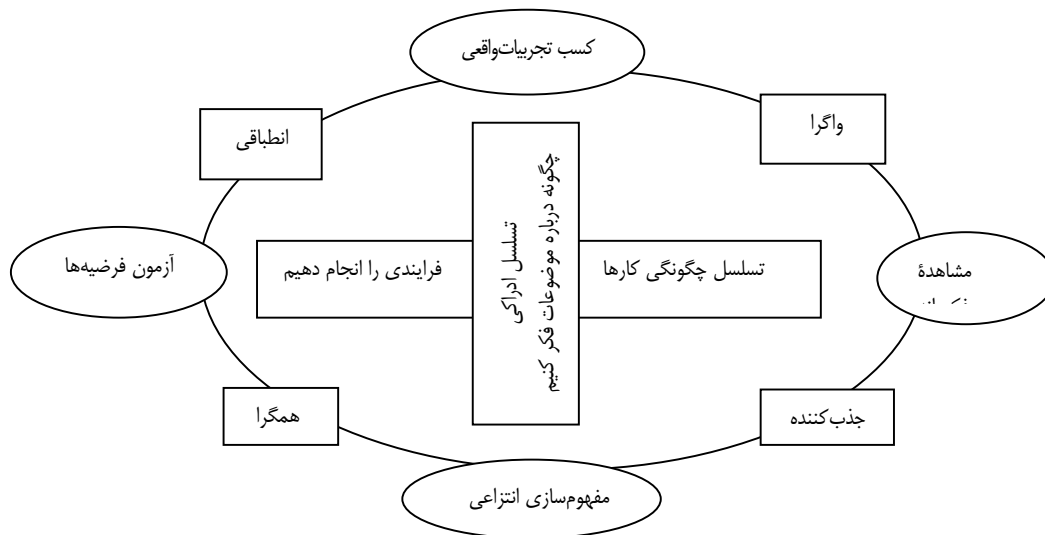 کسب تجربیات‌واقعی
واگرا
انطباقی
مشاهدهٔ
آزمون فرضیه‌ها
تسلسل ادراکی
چگونه درباره موضوعات فکر کنیم
تسلسل چگونگی کارها
فرایندی را انجام دهیم
جذب‌کننده
همگرا
مفهوم‌سازی انتزاعی